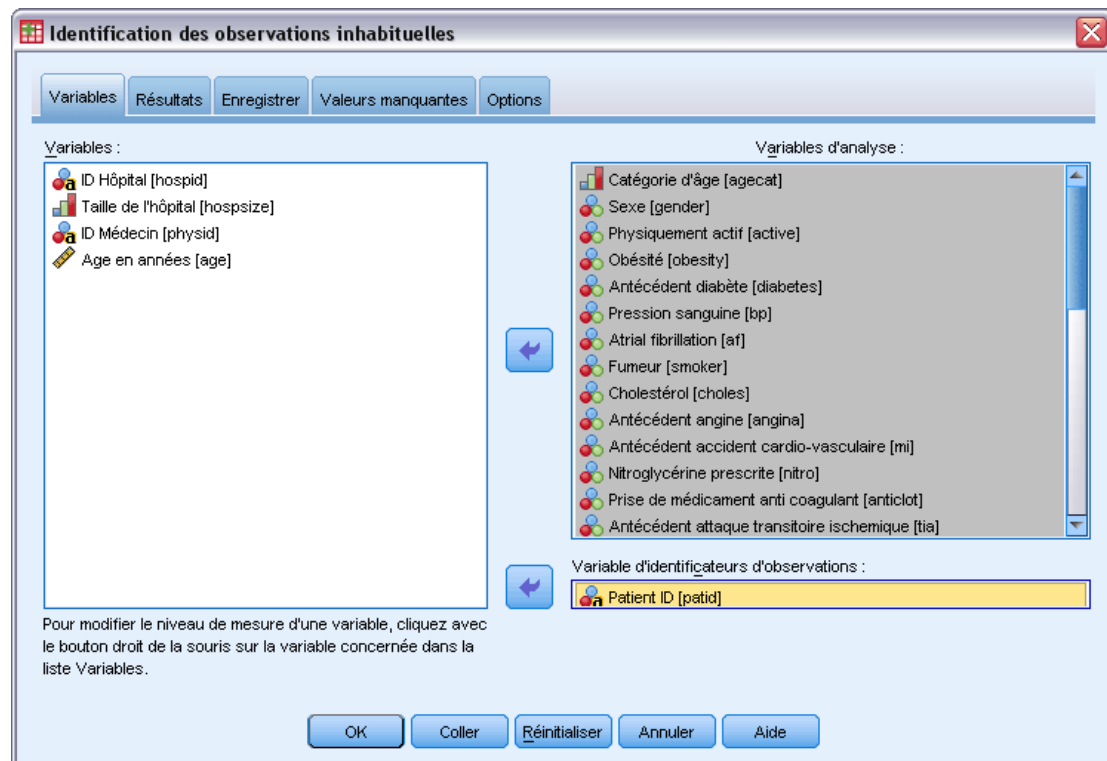 Identification des observations inhabituelles
Variables
Résultats
Enregistrer
Valeurs manquantes
Options
Variables :
ID Hôpital [hospid]
Taille de l'hôpital [hospsize]
ID Médecin [physid]
Age en années [age]
Pour modifier le niveau de mesure d'une variable, cliquez avec
le bouton droit de la souris sur la variable concernée dans la
liste Variables.
Variables d'analyse :
Catégorie d'âge [agecat]
Sexe [gender]
Physiquement actif [active]
Obésité [obesity]
Antécédent diabète [diabetes]
Pression sanguine [bp]
Atrial fibrillation [af]
Fumeur [smoker]
Cholestérol [choles]
Antécédent angine [angina]
Antécédent accident cardio-vasculaire [mi]
Nitroglycérine prescrite [nitro]
Prise de médicament anti coagulant [anticlot]
Antécédent attaque transitoire ischemique [tia]
Variable d'identificateurs d'observations :
Patient ID [patid]
OK
Coller
Réinitialiser
Annuler
Aide